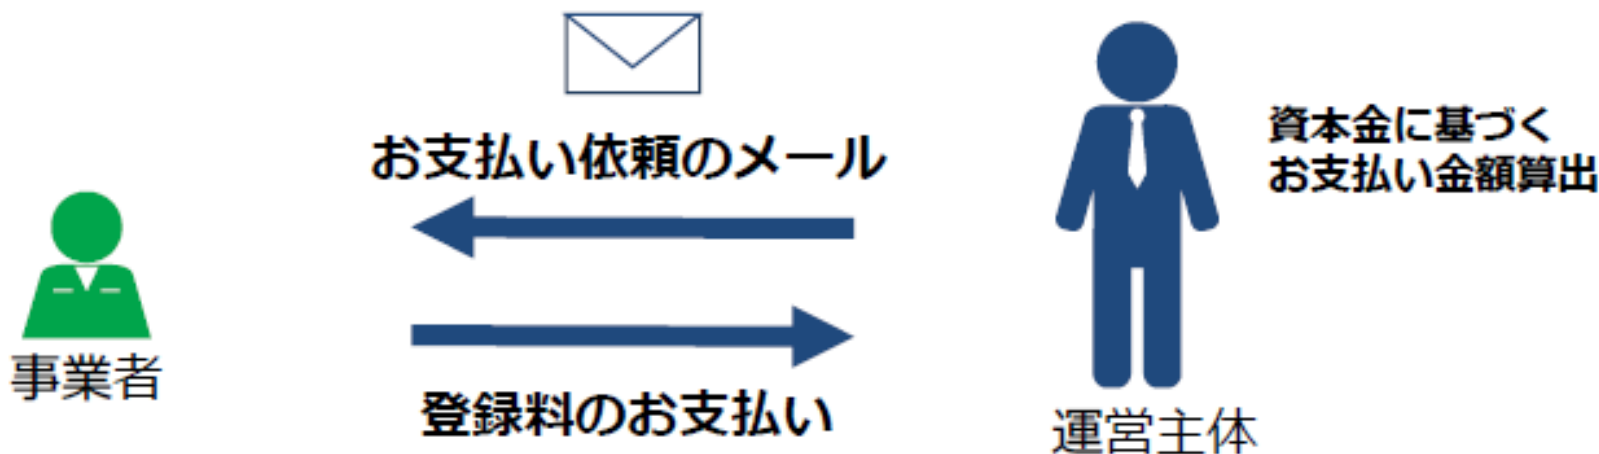 お支払い依頼のメール
資本金に基づく
お支払い金額算出
事業者
登録料のお支払い
運営主体